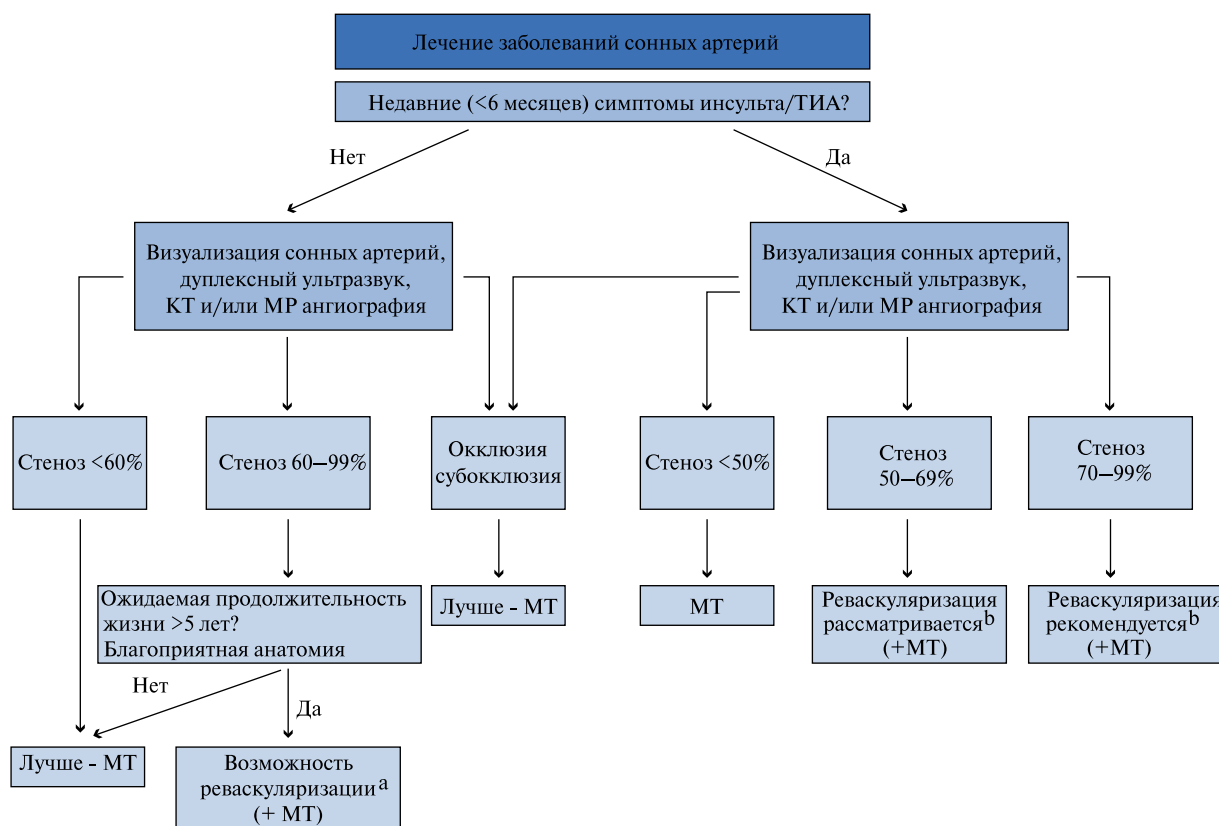 Лечение заболеваний сонных артерий
Недавние (<6 месяцев) симптомы инсульта/ТИА?
Нет
Да
Визуализация сонных артерий,
дуплексный ультразвук,
КТ и/или МР ангиография
Визуализация сонных артерий,
дуплексный ультразвук,
КТ и/или МР ангиография
Стеноз <60%
Стеноз 60–99%
Окклюзия
субокклюзия
Стеноз <50%
Стеноз
50–69%
Стеноз
70–99%
Ожидаемая продолжительность
жизни >5 лет?
Благоприятная анатомия
Лучше - МТ
МТ
Реваскуляризация
рассматривается b
(+МТ)
Реваскуляризация
рекомендуется b
(+МТ)
Нет
Да
Лучше - МТ
Возможность
реваскуляризации a
(+ МТ)